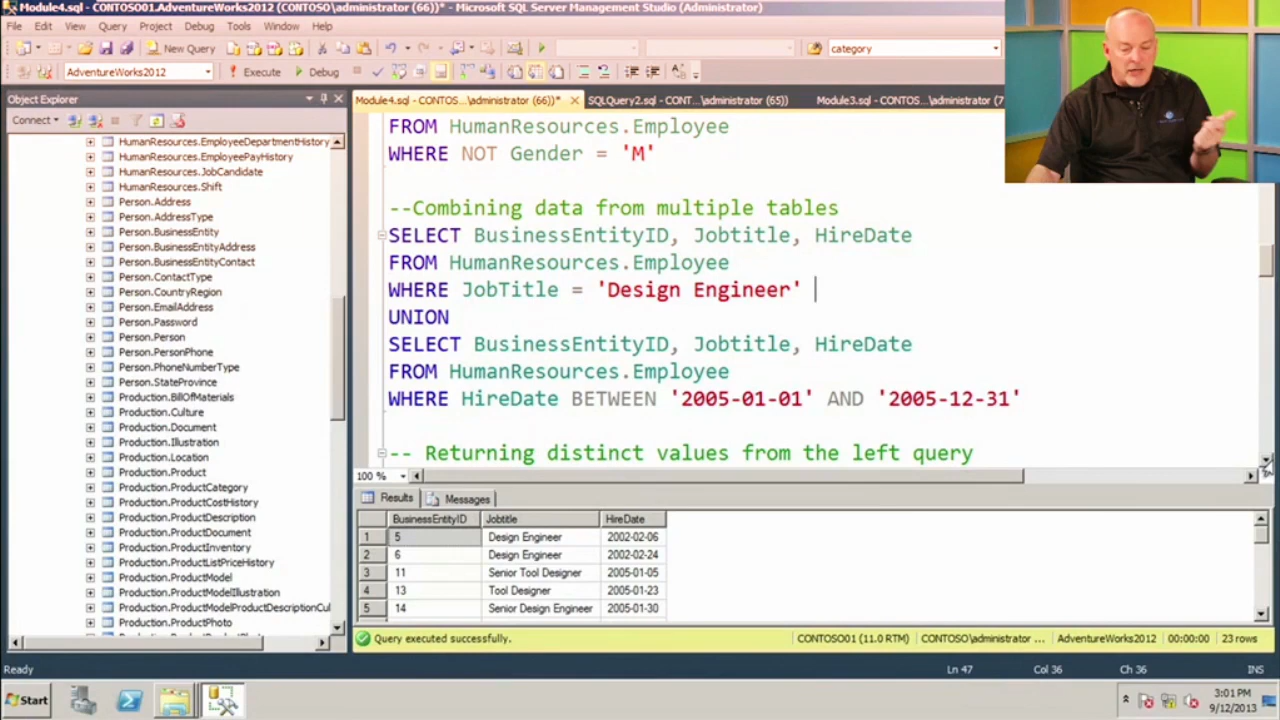 Module4.sql - CONTOSO01.AdventureWorks2012 (CONTOSO\administrator (66))* - Microsoft SQL Server Management Studio (Administrator)
File Edit View Query Project Debug Tools Window Help
New Query
category
AdventureWorks2012
Execute
Debug
Object Explorer
Module4.sql - CONTOS...\administrator (66))*
SQLQuery2.sql - CONT...\administrator (65))
Module3.sql - CONTOS...\administrator (7
Connect
HumanResources.EmployeeDepartmentHistory
HumanResources.EmployeePayHistory
HumanResources.JobCandidate
HumanResources.Shift
Person.Address
Person.AddressType
Person.BusinessEntity
Person.BusinessEntityAddress
Person.BusinessEntityContact
Person.ContactType
Person.CountryRegion
Person.EmailAddress
Person.Password
Person.Person
Person.PersonPhone
Person.PhoneNumberType
Person.StateProvince
Production.BillOfMaterials
Production.Culture
Production.Document
Production.Illustration
Production.Location
Production.Product
Production.ProductCategory
Production.ProductCostHistory
Production.ProductDescription
Production.ProductDocument
Production.ProductInventory
Production.ProductListPriceHistory
Production.ProductModel
Production.ProductModelIllustration
Production.ProductModelProductDescriptionCul
Production.ProductPhoto
FROM HumanResources.Employee
WHERE NOT Gender = 'M'
--Combining data from multiple tables
SELECT BusinessEntityID, Jobtitle, HireDate
FROM HumanResources.Employee
WHERE JobTitle = 'Design Engineer'
UNION
SELECT BusinessEntityID, Jobtitle, HireDate
FROM HumanResources.Employee
WHERE HireDate BETWEEN '2005-01-01' AND '2005-12-31'
-- Returning distinct values from the left query
100 %
Results Messages
BusinessEntityID Jobtitle HireDate
1 5 Design Engineer 2002-02-06
2 6 Design Engineer 2002-02-24
3 11 Senior Tool Designer 2005-01-05
4 13 Tool Designer 2005-01-23
5 14 Senior Design Engineer 2005-01-30
Query executed successfully.
CONTOSO01 (11.0 RTM) CONTOSO\administrator ... AdventureWorks2012 00:00:00 23 rows
Ready
Ln 47 Col 36 Ch 36 INS
Start
3:01 PM
9/12/2013